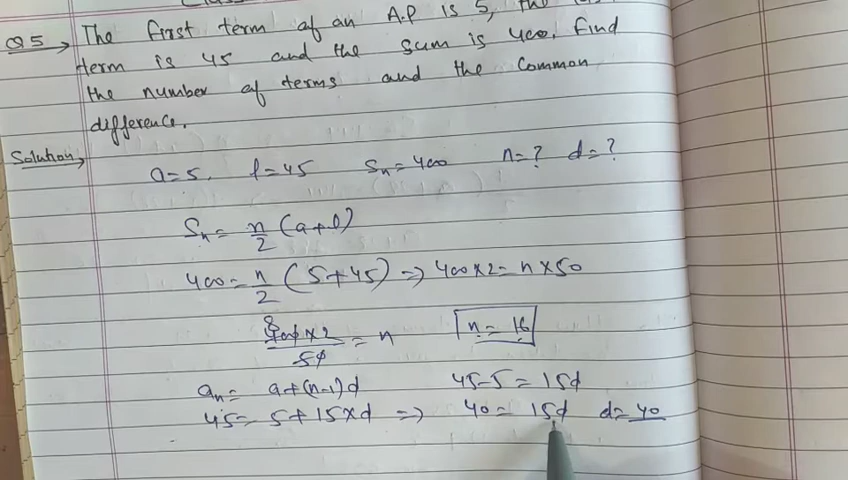 Q5 → The first term of an A.P is 5, the
term is 45 and the sum is 400. Find
the number of terms and the common
difference.
Solution,
a=5, l=45 Sn=400 n=? d=?
Sn = n/2 (a+l)
400 = n/2 (5+45) => 400×2 = n×50
8 400×2/50 = n n = 16
an = a+(n-1)d 45-5 = 15d
45 = 5+15×d => 40 = 15d d= 40